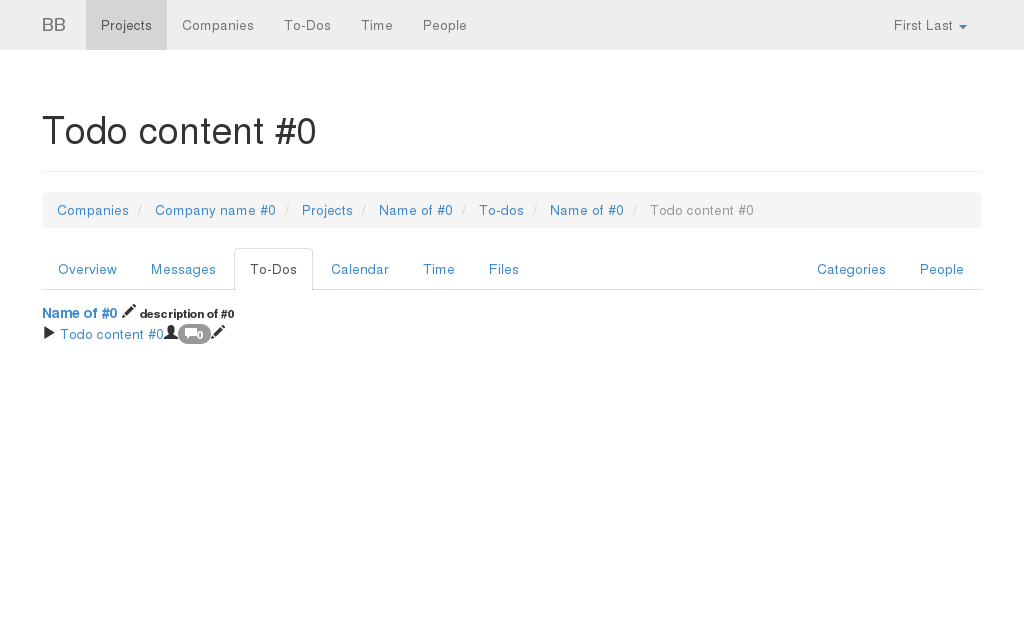 BB Projects Companies To-Dos Time People First Last
Todo content #0
Companies / Company name #0 / Projects / Name of #0 / To-dos / Name of #0 / Todo content #0
Overview Messages To-Dos Calendar Time Files Categories People
Name of #0 description of #0
Todo content #0 0